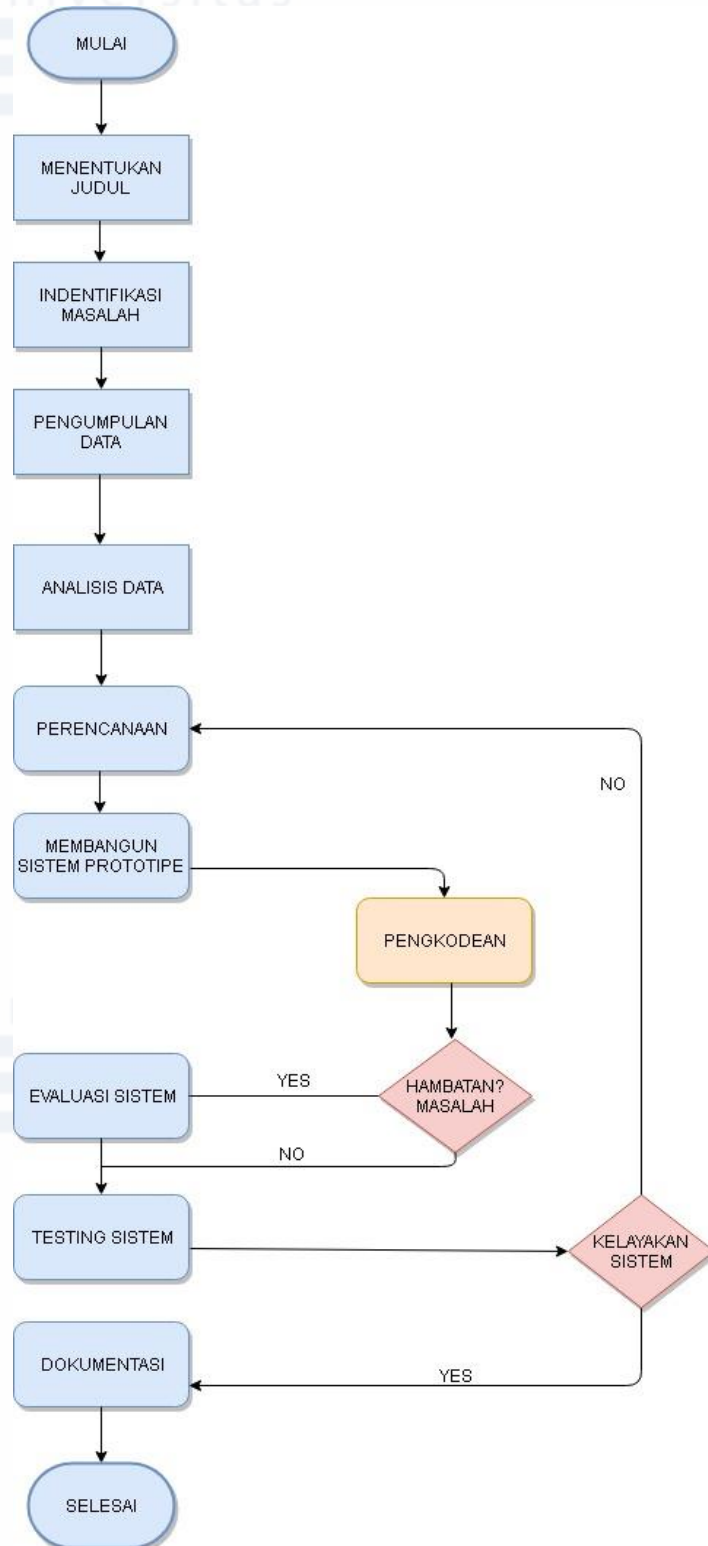 Universitas
MULAI
MENENTUKAN
JUDUL
INDENTIFIKASI
MASALAH
PENGUMPULAN
DATA
ANALISIS DATA
PERENCANAAN
NO
MEMBANGUN
SISTEM PROTOTIPE
PENGKODEAN
EVALUASI SISTEM
YES
HAMBATAN?
MASALAH
NO
TESTING SISTEM
KELAYAKAN
SISTEM
DOKUMENTASI
YES
SELESAI